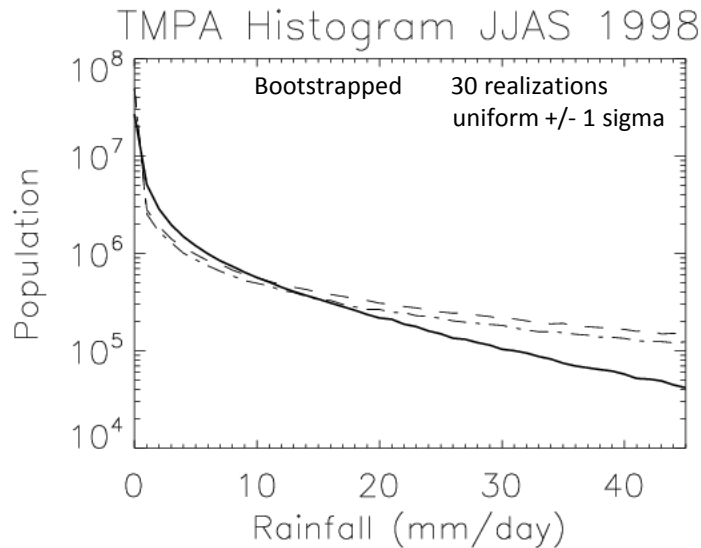 TMPA Histogram JJAS 1998
Bootstrapped 30 realizations
uniform +/- 1 sigma
Population
10^8
10^7
10^6
10^5
10^4
0 10 20 30 40
Rainfall (mm/day)